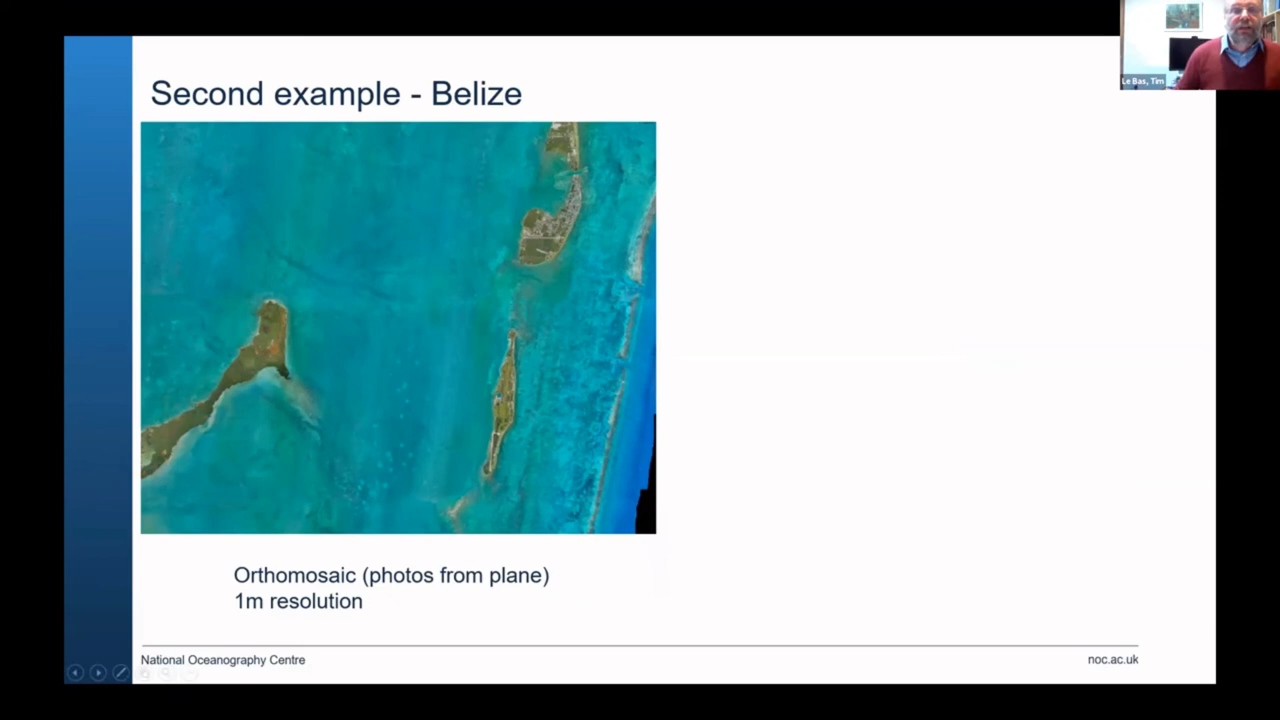 Second example - Belize
Le Bas, Tim
Orthomosaic (photos from plane)
1m resolution
National Oceanography Centre
noc.ac.uk